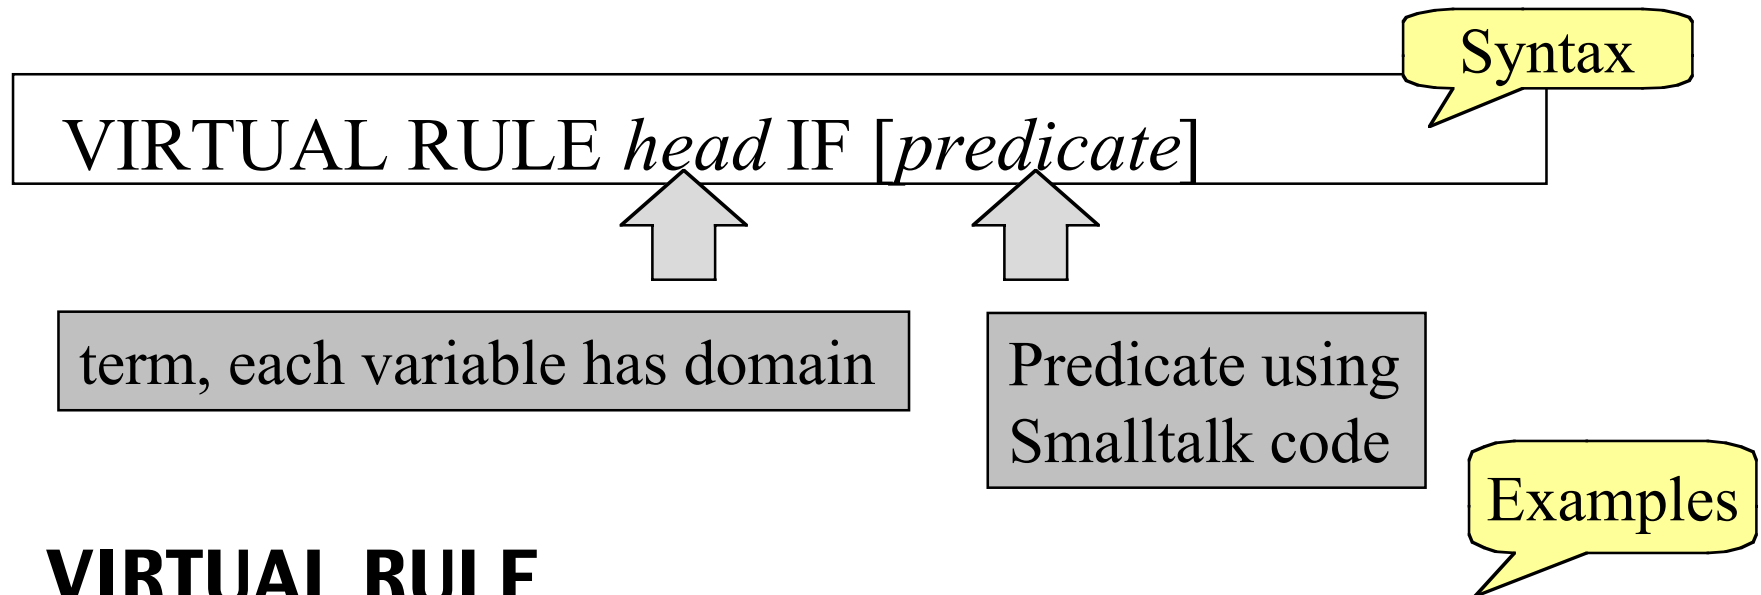 Syntax
VIRTUAL RULE head IF [predicate]
term, each variable has domain
Predicate using
Smalltalk code
Examples
VIRTUAL RULE